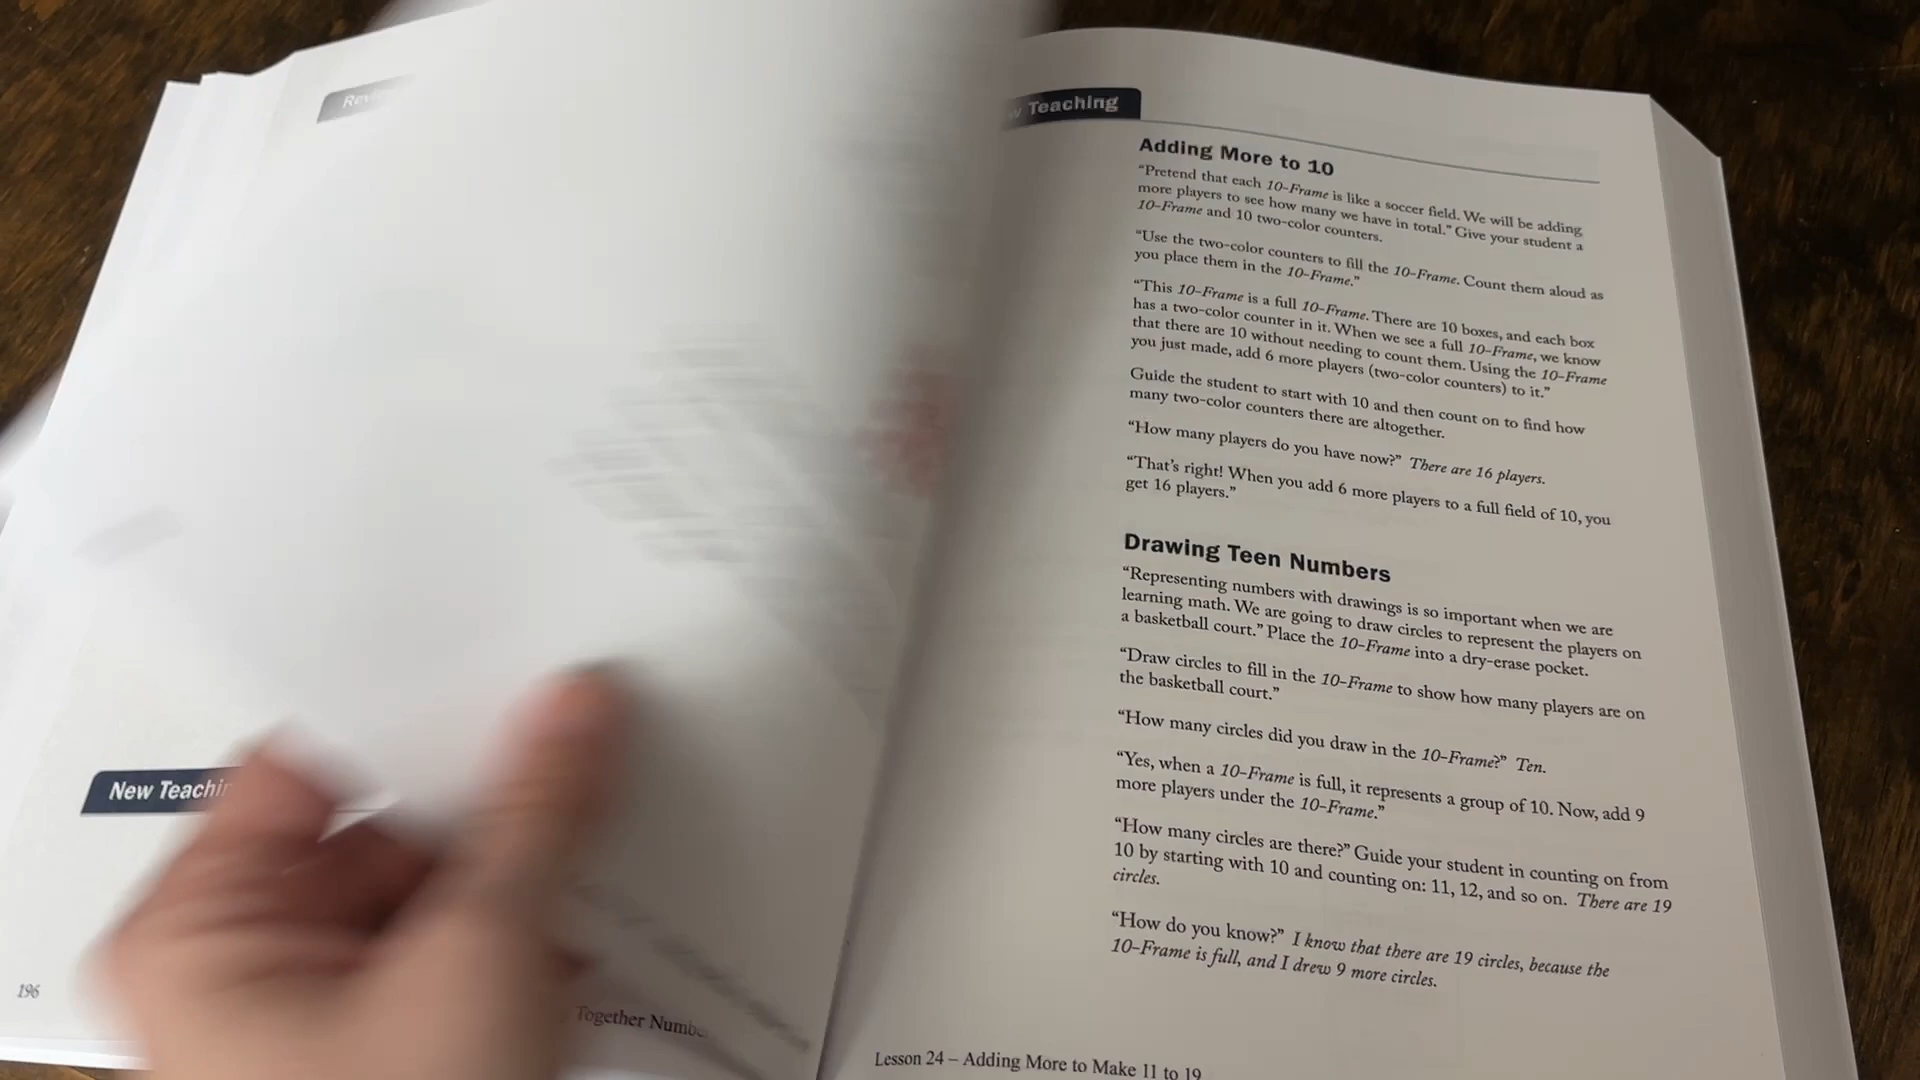 Review
New Teaching
196
Together Number
Teaching
Adding More to 10
“Pretend that each 10-Frame is like a soccer field. We will be adding
more players to see how many we have in total.” Give your student a
10-Frame and 10 two-color counters.
“Use the two-color counters to fill the 10-Frame. Count them aloud as
you place them in the 10-Frame.”
“This 10-Frame is a full 10-Frame. There are 10 boxes, and each box
has a two-color counter in it. When we see a full 10-Frame, we know
that there are 10 without needing to count them. Using the 10-Frame
you just made, add 6 more players (two-color counters) to it.”
Guide the student to start with 10 and then count on to find how
many two-color counters there are altogether.
“How many players do you have now?” There are 16 players.
“That’s right! When you add 6 more players to a full field of 10, you
get 16 players.”
Drawing Teen Numbers
“Representing numbers with drawings is so important when we are
learning math. We are going to draw circles to represent the players on
a basketball court.” Place the 10-Frame into a dry-erase pocket.
“Draw circles to fill in the 10-Frame to show how many players are on
the basketball court.”
“How many circles did you draw in the 10-Frame?” Ten.
“Yes, when a 10-Frame is full, it represents a group of 10. Now, add 9
more players under the 10-Frame.”
“How many circles are there?” Guide your student in counting on from
10 by starting with 10 and counting on: 11, 12, and so on. There are 19
circles.
“How do you know?” I know that there are 19 circles, because the
10-Frame is full, and I drew 9 more circles.
Lesson 24 – Adding More to Make 11 to 19